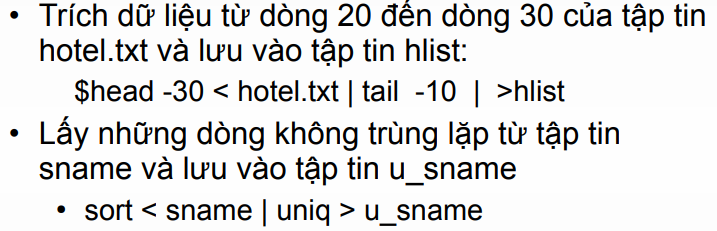 • Trích dữ liệu từ dòng 20 đến dòng 30 của tập tin
hotel.txt và lưu vào tập tin hlist:
$head -30 < hotel.txt | tail -10 | >hlist
• Lấy những dòng không trùng lặp từ tập tin
sname và lưu vào tập tin u_sname
• sort < sname | uniq > u_sname